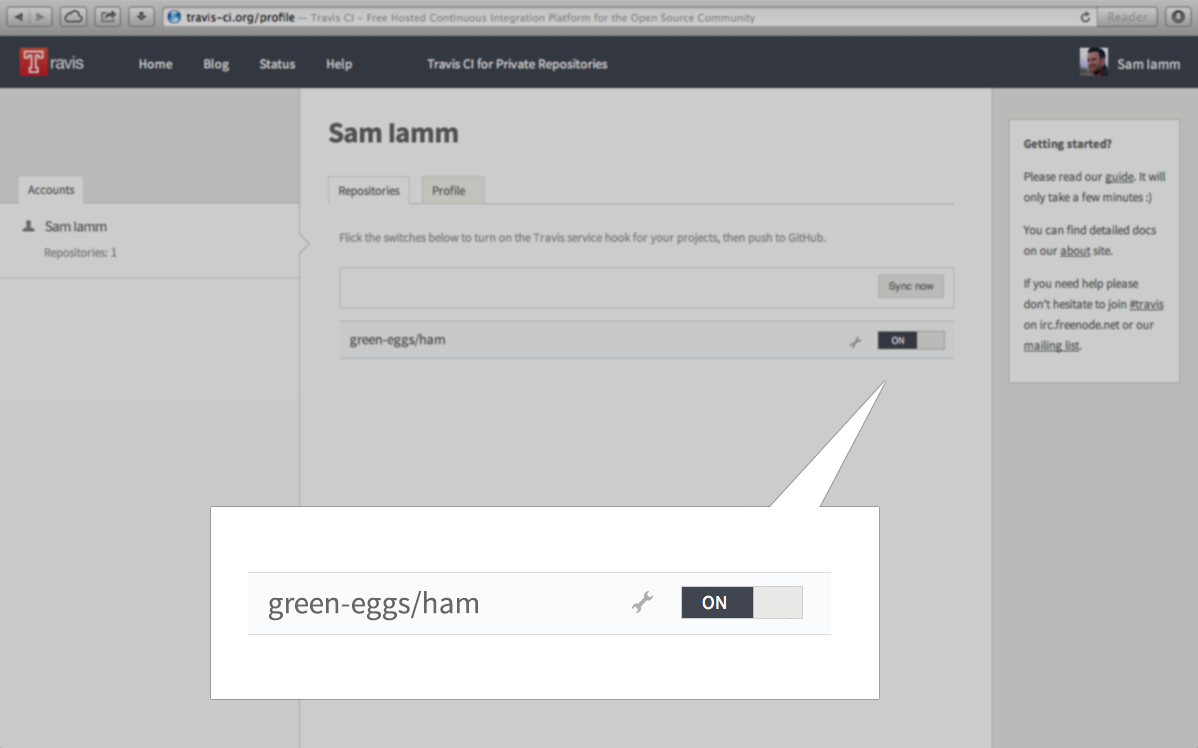 travis-ci.org/profile — Travis CI – Free Hosted Continuous Integration Platform for the Open Source Community
Reader
Travis
Home
Blog
Status
Help
Travis CI for Private Repositories
Sam Iamm
Accounts
Sam Iamm
Repositories: 1
Sam Iamm
Repositories
Profile
Flick the switches below to turn on the Travis service hook for your projects, then push to GitHub.
Sync now
green-eggs/ham
ON
Getting started?
Please read our guide. It will
only take a few minutes :)
You can find detailed docs
on our about site.
If you need help please
don't hesitate to join #travis
on irc.freenode.net or our
mailing list.
green-eggs/ham
ON